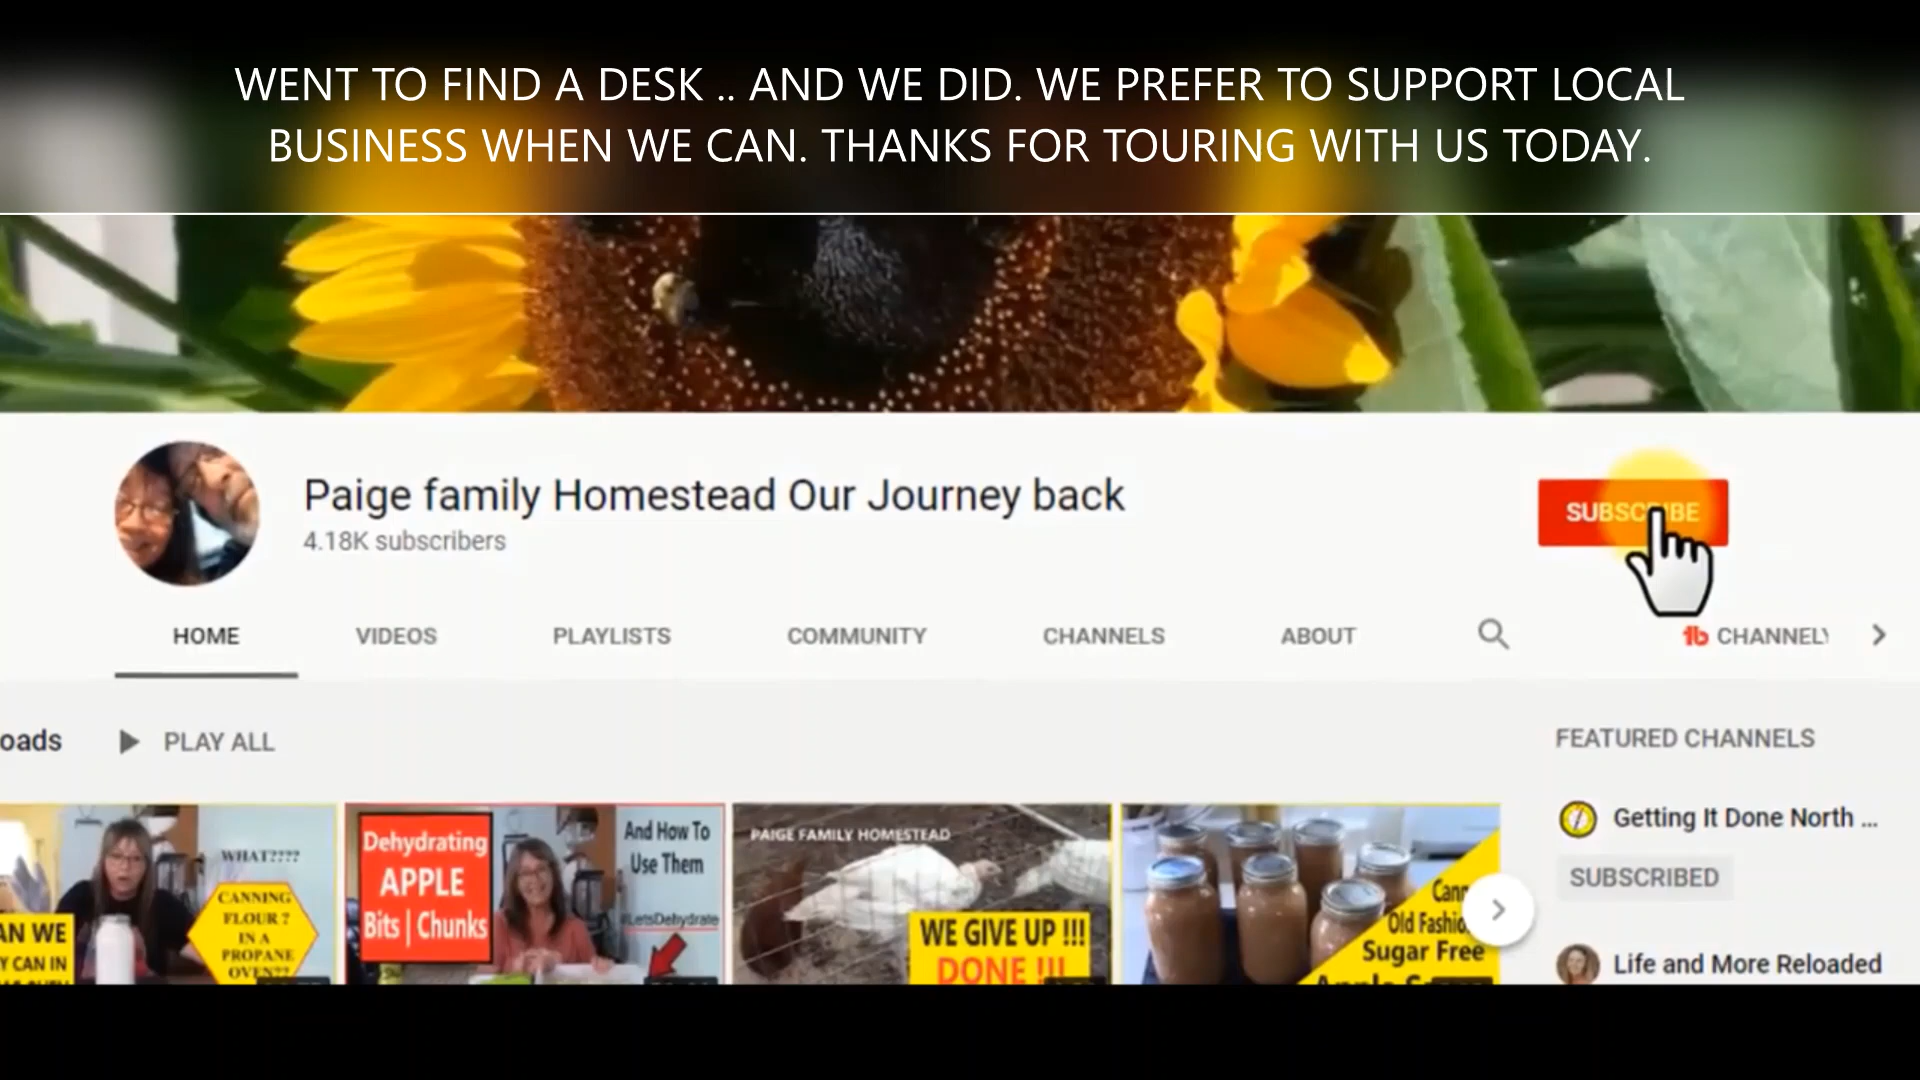 WENT TO FIND A DESK .. AND WE DID. WE PREFER TO SUPPORT LOCAL
BUSINESS WHEN WE CAN. THANKS FOR TOURING WITH US TODAY.
Paige family Homestead Our Journey back
4.18K subscribers
SUBSCRIBE
HOME VIDEOS PLAYLISTS COMMUNITY CHANNELS ABOUT
PLAY ALL
FEATURED CHANNELS
Getting It Done North ...
SUBSCRIBED
Life and More Reloaded
WHAT????
CANNING
FLOUR ?
IN A
PROPANE
OVEN??
WE
CAN IN
Dehydrating
APPLE
Bits | Chunks
And How To
Use Them
#LetsDehydrate
PAIGE FAMILY HOMESTEAD
WE GIVE UP !!!
DONE !!!
Old
Sugar Free